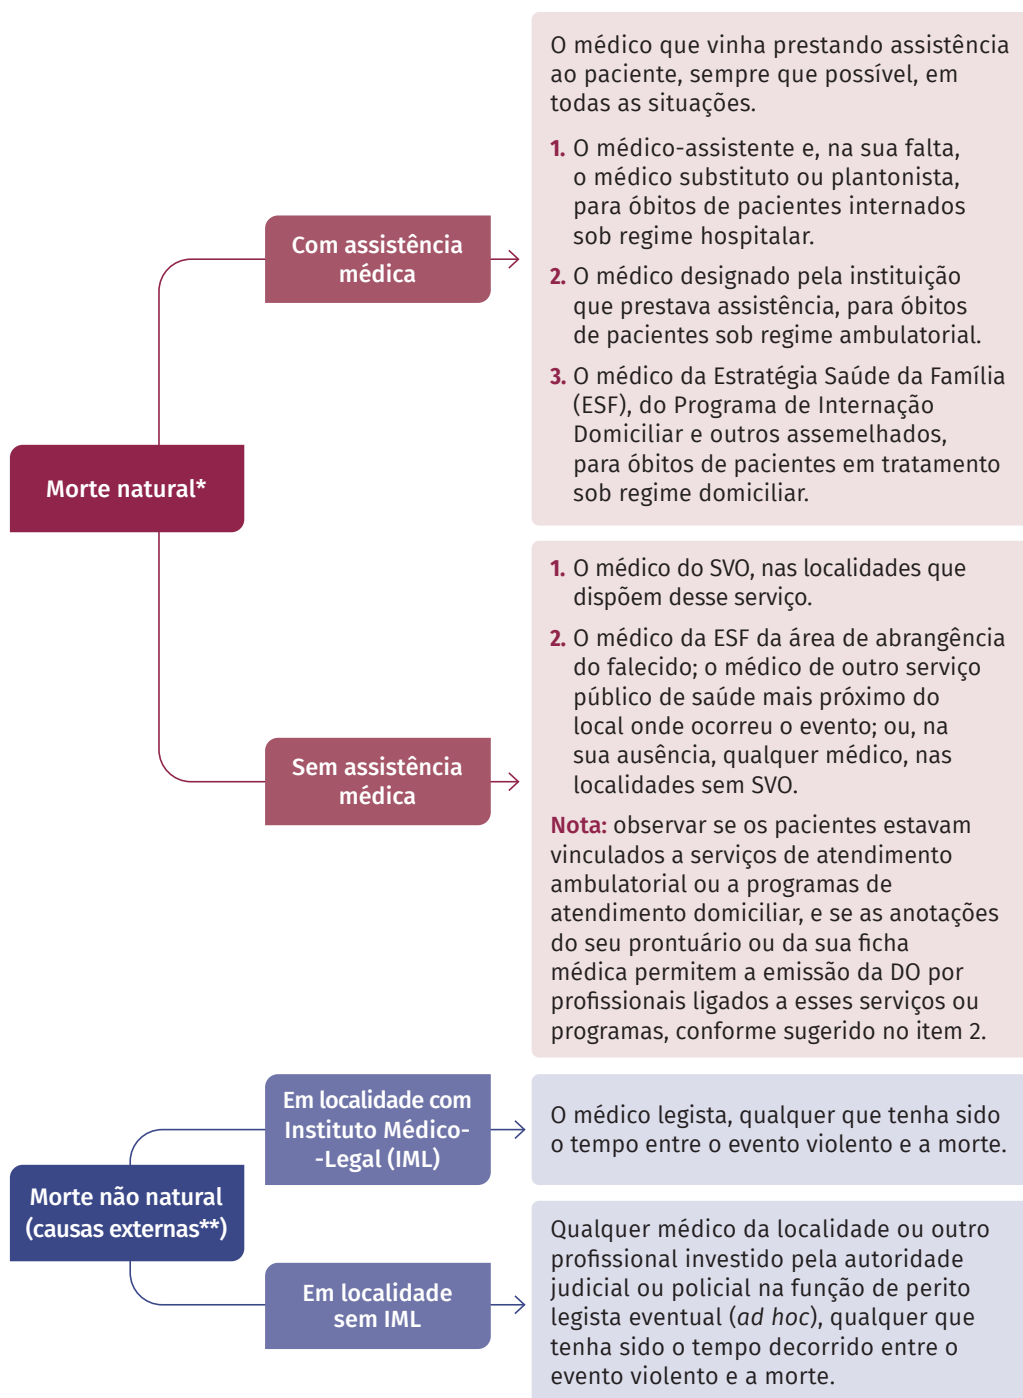 O médico que vinha prestando assistência
ao paciente, sempre que possível, em
todas as situações.
1. O médico-assistente e, na sua falta,
o médico substituto ou plantonista,
para óbitos de pacientes internados
sob regime hospitalar.
2. O médico designado pela instituição
que prestava assistência, para óbitos
de pacientes sob regime ambulatorial.
3. O médico da Estratégia Saúde da Família
(ESF), do Programa de Internação
Domiciliar e outros assemelhados,
para óbitos de pacientes em tratamento
sob regime domiciliar.
Com assistência
médica
Morte natural*
Sem assistência
médica
1. O médico do SVO, nas localidades que
dispõem desse serviço.
2. O médico da ESF da área de abrangência
do falecido; o médico de outro serviço
público de saúde mais próximo do
local onde ocorreu o evento; ou, na
sua ausência, qualquer médico, nas
localidades sem SVO.
Nota: observar se os pacientes estavam
vinculados a serviços de atendimento
ambulatorial ou a programas de
atendimento domiciliar, e se as anotações
do seu prontuário ou da sua ficha
médica permitem a emissão da DO por
profissionais ligados a esses serviços ou
programas, conforme sugerido no item 2.
Em localidade com
Instituto Médico-
-Legal (IML)
O médico legista, qualquer que tenha sido
o tempo entre o evento violento e a morte.
Morte não natural
(causas externas**)
Em localidade
sem IML
Qualquer médico da localidade ou outro
profissional investido pela autoridade
judicial ou policial na função de perito
legista eventual (ad hoc), qualquer que
tenha sido o tempo decorrido entre o
evento violento e a morte.